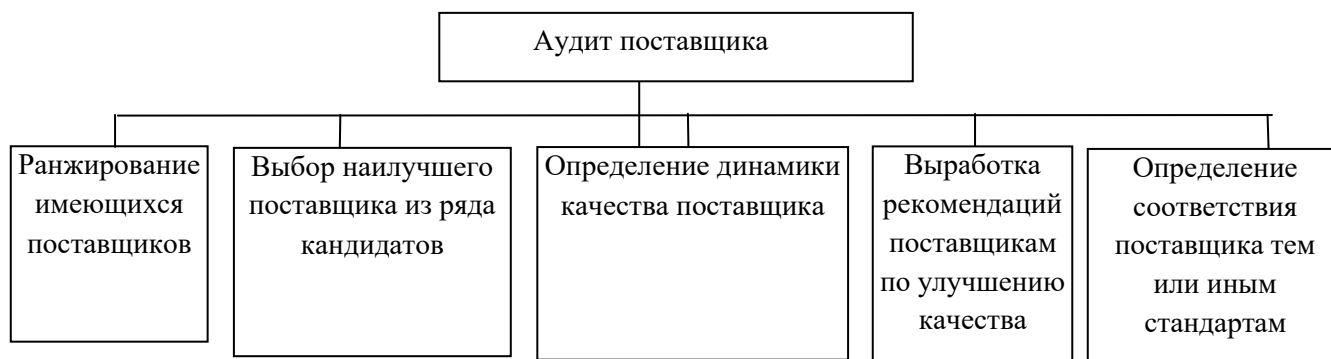 Аудит поставщика
Ранжирование
имеющихся
поставщиков
Выбор наилучшего
поставщика из ряда
кандидатов
Определение динамики
качества поставщика
Выработка
рекомендаций
поставщикам
по улучшению
качества
Определение
соответствия
поставщика тем
или иным
стандартам